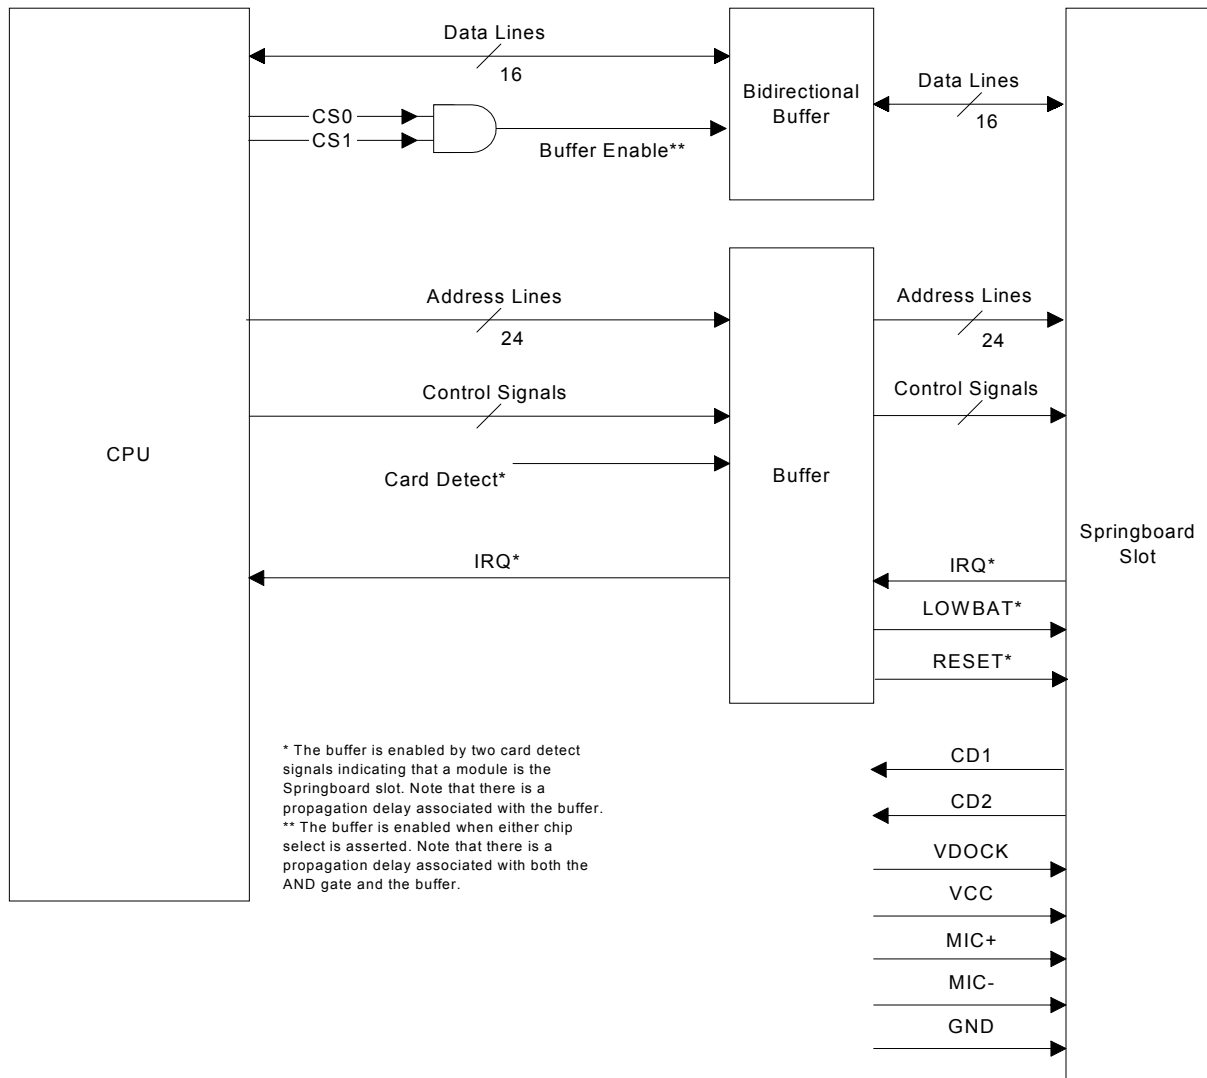 Data Lines
16
Bidirectional
Buffer
Data Lines
16
CS0
CS1
Buffer Enable**
Address Lines
24
Address Lines
24
Control Signals
Control Signals
CPU
Card Detect*
Buffer
Springboard
Slot
IRQ*
IRQ*
LOWBAT*
RESET*
* The buffer is enabled by two card detect
signals indicating that a module is the
Springboard slot. Note that there is a
propagation delay associated with the buffer.
** The buffer is enabled when either chip
select is asserted. Note that there is a
propagation delay associated with both the
AND gate and the buffer.
CD1
CD2
VDOCK
VCC
MIC+
MIC-
GND